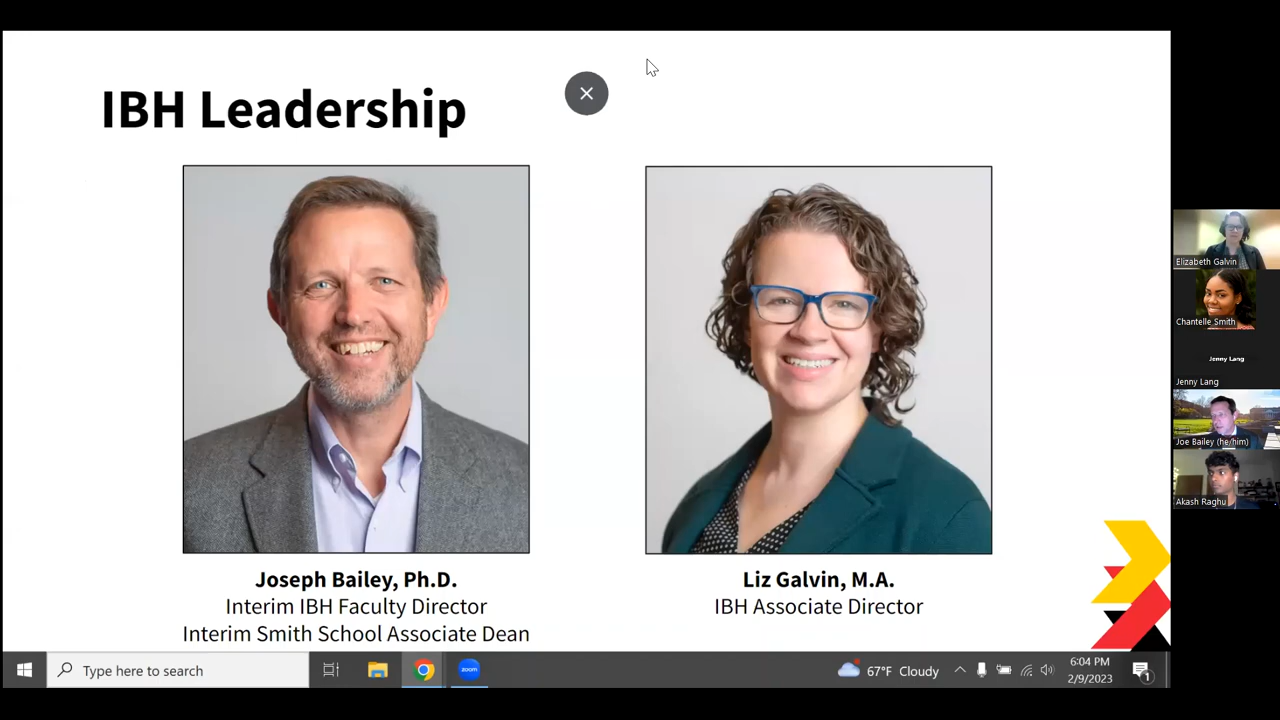 IBH Leadership
Joseph Bailey, Ph.D.
Interim IBH Faculty Director
Interim Smith School Associate Dean
Liz Galvin, M.A.
IBH Associate Director
Elizabeth Galvin
Chantelle Smith
Jenny Lang
Jenny Lang
Joe Bailey (he/him)
Akash Raghu
Type here to search
zoom
67°F Cloudy
6:04 PM
2/9/2023
1